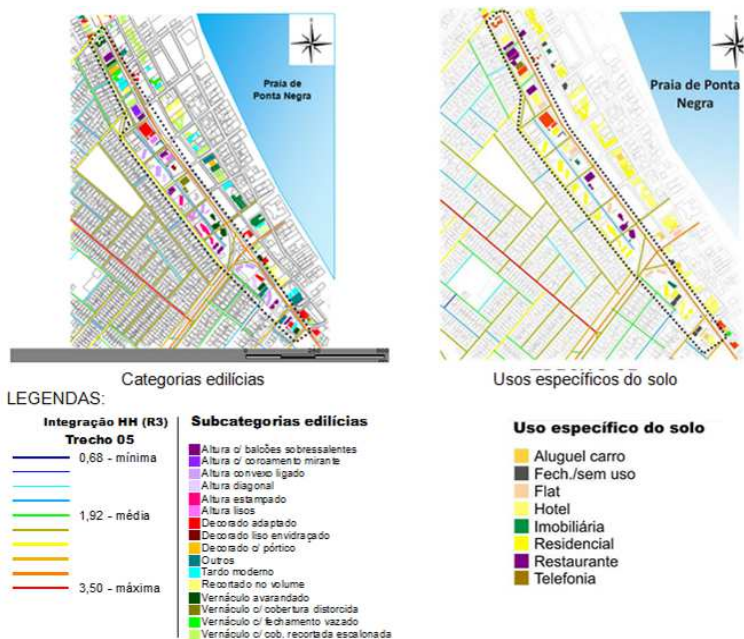 Praia de
Ponta Negra
Praia de Ponta
Negra
Categorias edilícias
Usos específicos do solo
LEGENDAS:
Integração HH (R3)
Trecho 05
0,68 - mínima
1,92 - média
3,50 - máxima
Subcategorias edilícias
Altura c/ balcões sobressalentes
Altura c/ coroamento mirante
Altura convexo ligado
Altura diagonal
Altura estampado
Altura lisos
Decorado adaptado
Decorado liso envidraçado
Decorado c/ pórtico
Outros
Tardo moderno
Recortado no volume
Vernáculo avarandado
Vernáculo c/ cobertura distorcida
Vernáculo c/ fechamento vazado
Vernáculo c/ cob. recortada escalonada
Uso específico do solo
Aluguel carro
Fech./sem uso
Flat
Hotel
Imobiliária
Residencial
Restaurante
Telefonia